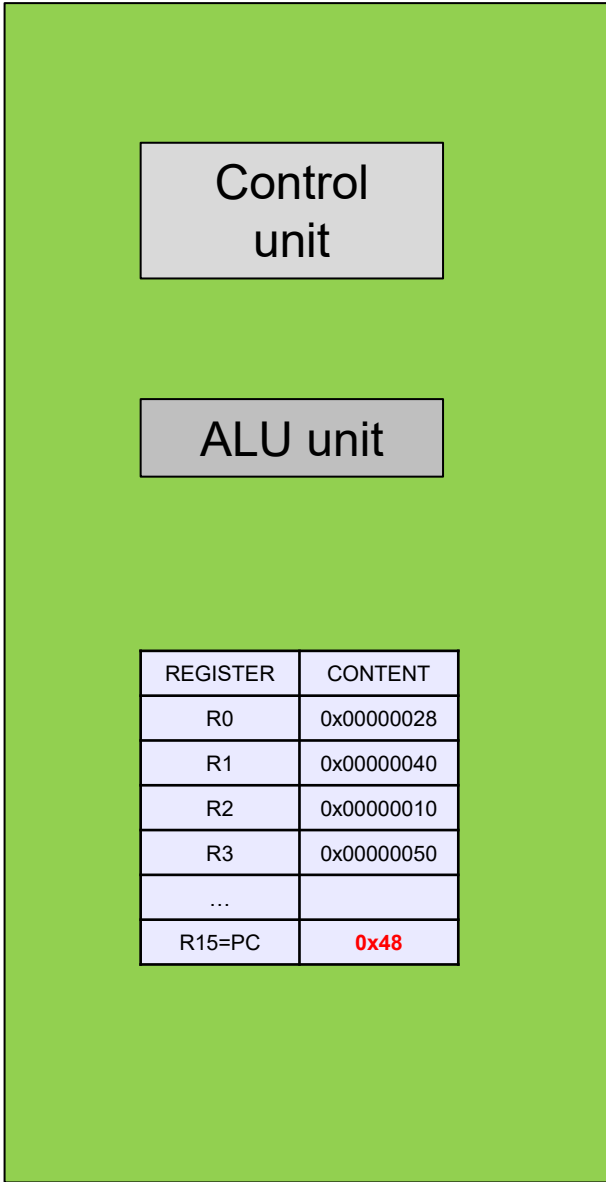 Control
unit
ALU unit
REGISTER CONTENT
R0 0x00000028
R1 0x00000040
R2 0x00000010
R3 0x00000050
…
R15=PC 0x48